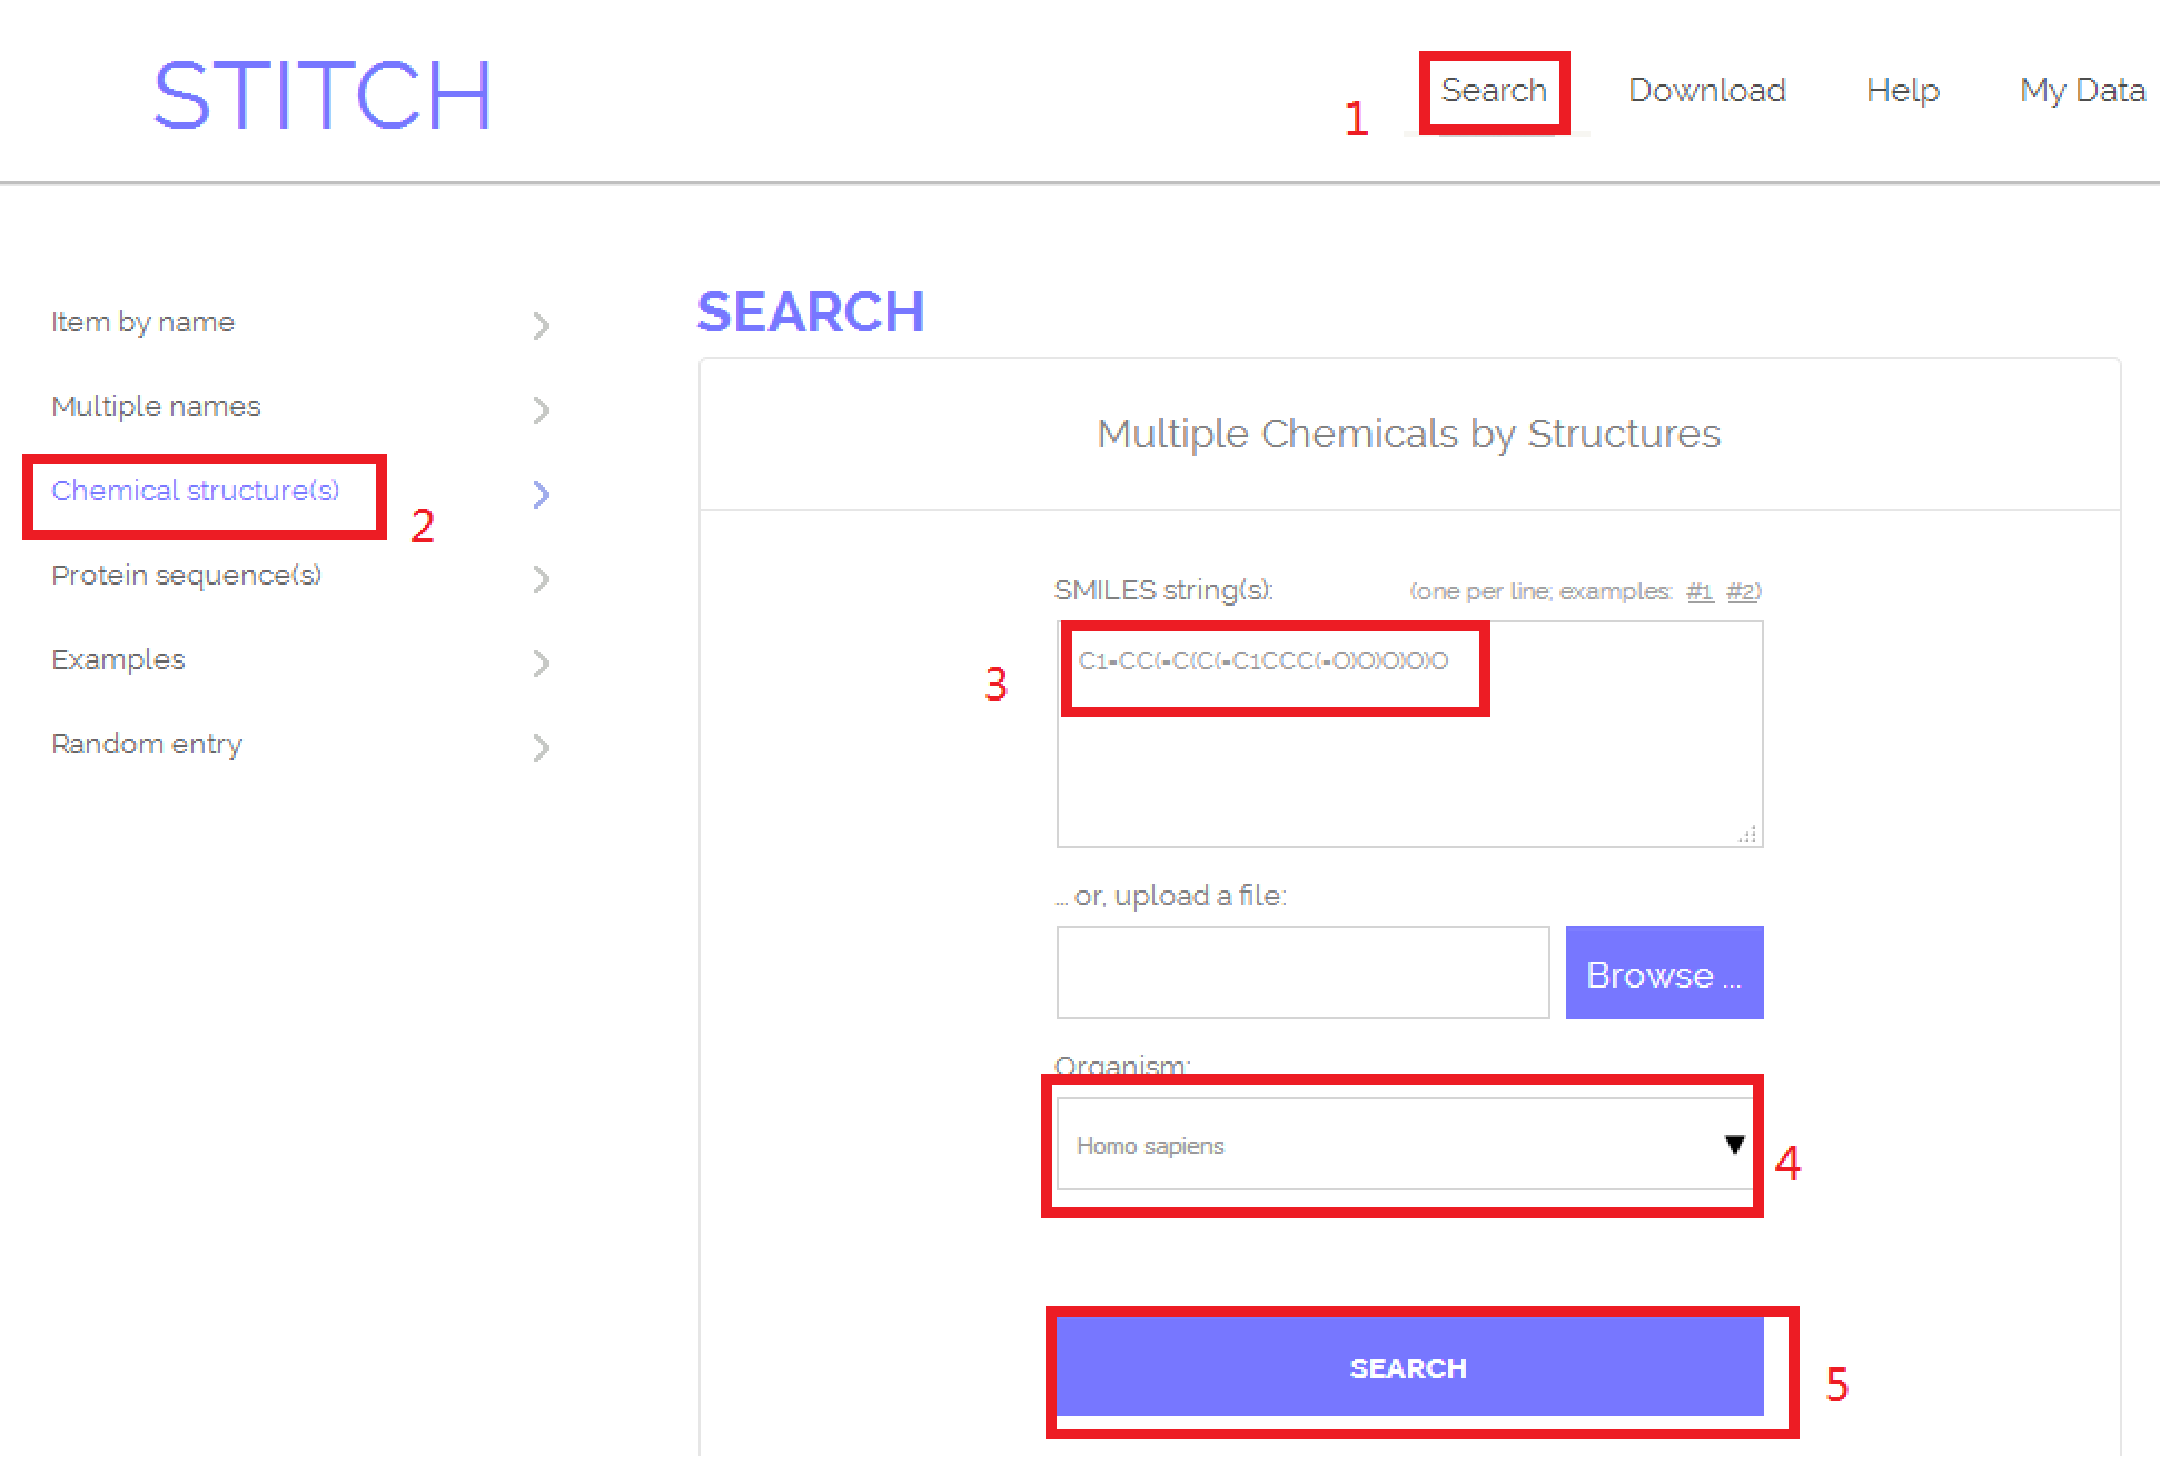 STITCH
1 Search Download Help My Data
Item by name
Multiple names
Chemical structure(s) 2
Protein sequence(s)
Examples
Random entry
SEARCH
Multiple Chemicals by Structures
SMILES string(s): (one per line; examples: #1 #2)
3 C1=CC(=C(C(=C1CCC(=O)O)O)O)O
... or, upload a file:
Browse ...
Organism:
Homo sapiens ▼ 4
SEARCH 5